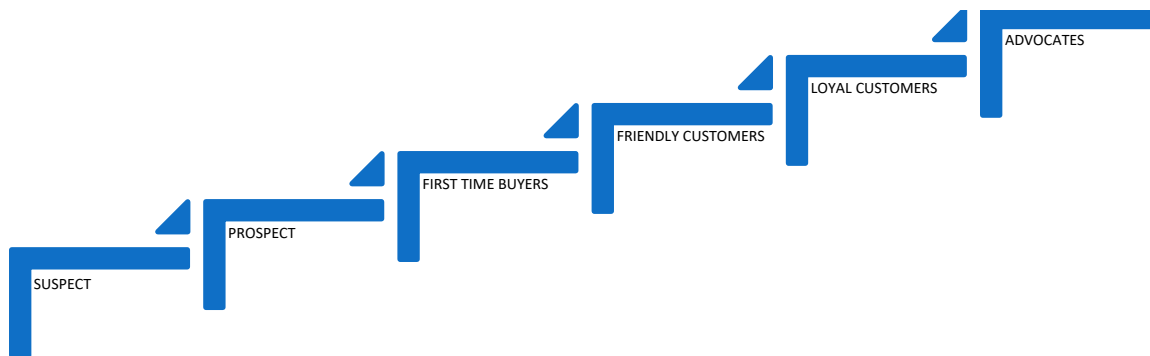 SUSPECT
PROSPECT
FIRST TIME BUYERS
FRIENDLY CUSTOMERS
LOYAL CUSTOMERS
ADVOCATES